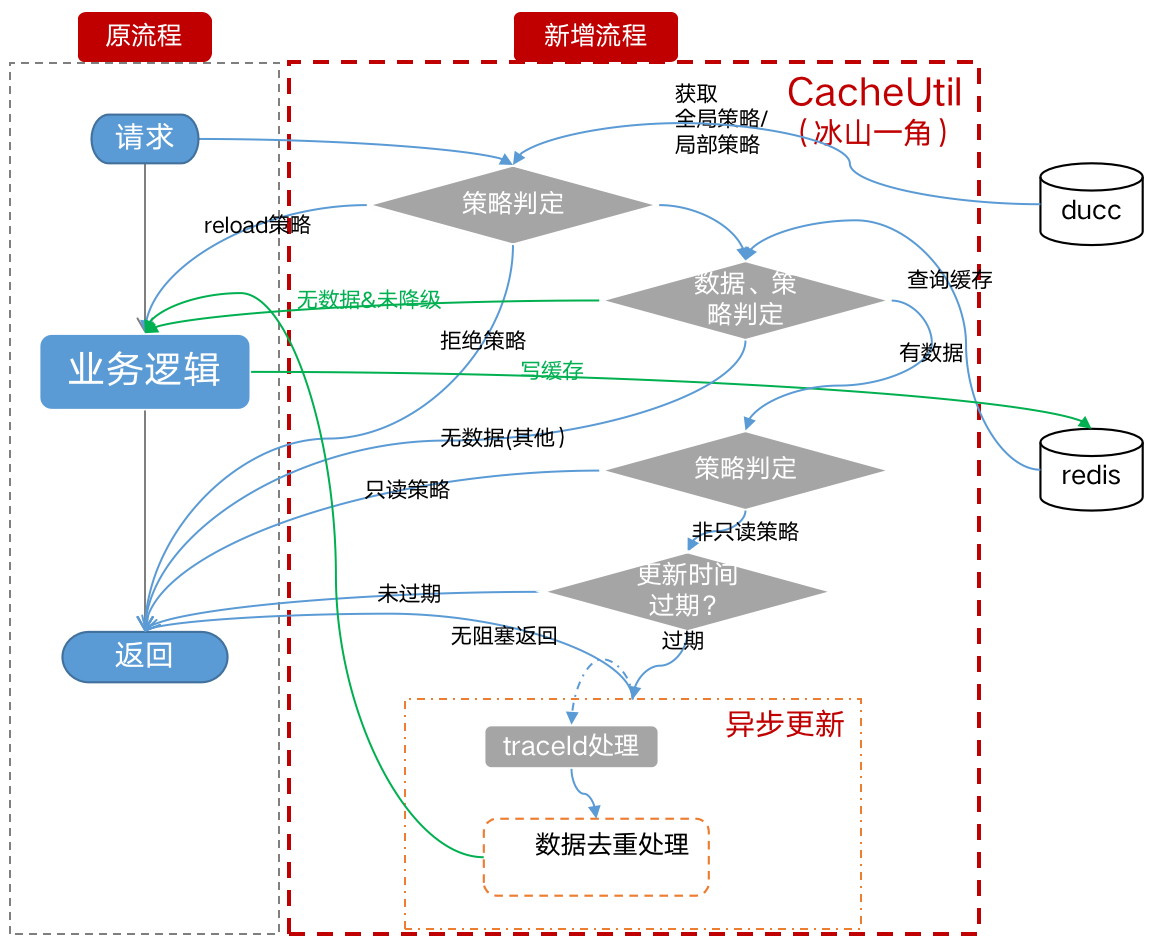 原流程
新增流程
获取
全局策略/
局部策略
CacheUtil
（冰山一角）
请求
策略判定
ducc
reload策略
数据、策
略判定
查询缓存
无数据&未降级
拒绝策略
有数据
业务逻辑
写缓存
无数据(其他）
策略判定
redis
只读策略
非只读策略
更新时间
过期？
未过期
无阻塞返回
过期
返回
异步更新
traceId处理
数据去重处理